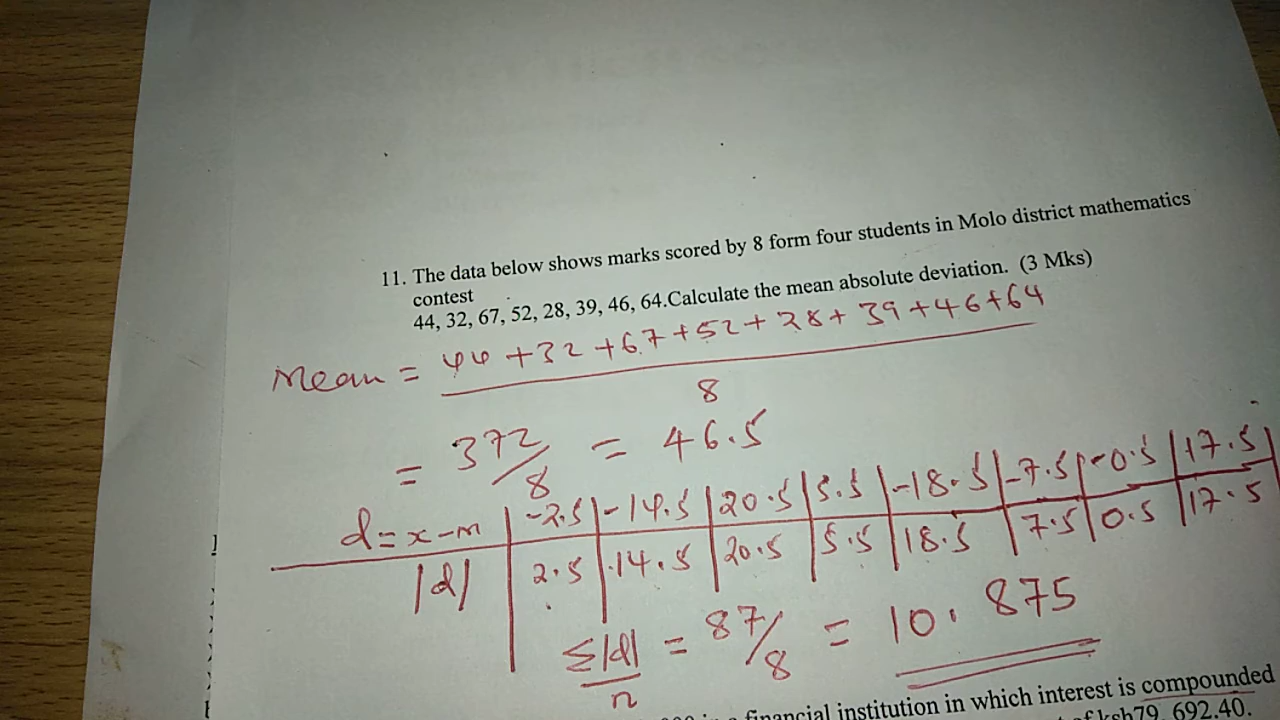 11. The data below shows marks scored by 8 form four students in Molo district mathematics
contest
44, 32, 67, 52, 28, 39, 46, 64.Calculate the mean absolute deviation. (3 Mks)
Mean = 44 +32 +67 +52+ 28+ 39 +46+64
8
= 372/8 = 46.5
d=x-m | -2.5 | -14.5 | 20.5 | 5.5 | -18.5 | -7.5 | -0.5 | 17.5 |
|d| | 2.5 | 14.5 | 20.5 | 5.5 | 18.5 | 7.5 | 0.5 | 17.5
Σ|d| = 87/8 = 10.875
n
financial institution in which interest is compounded
of ksh79, 692.40.